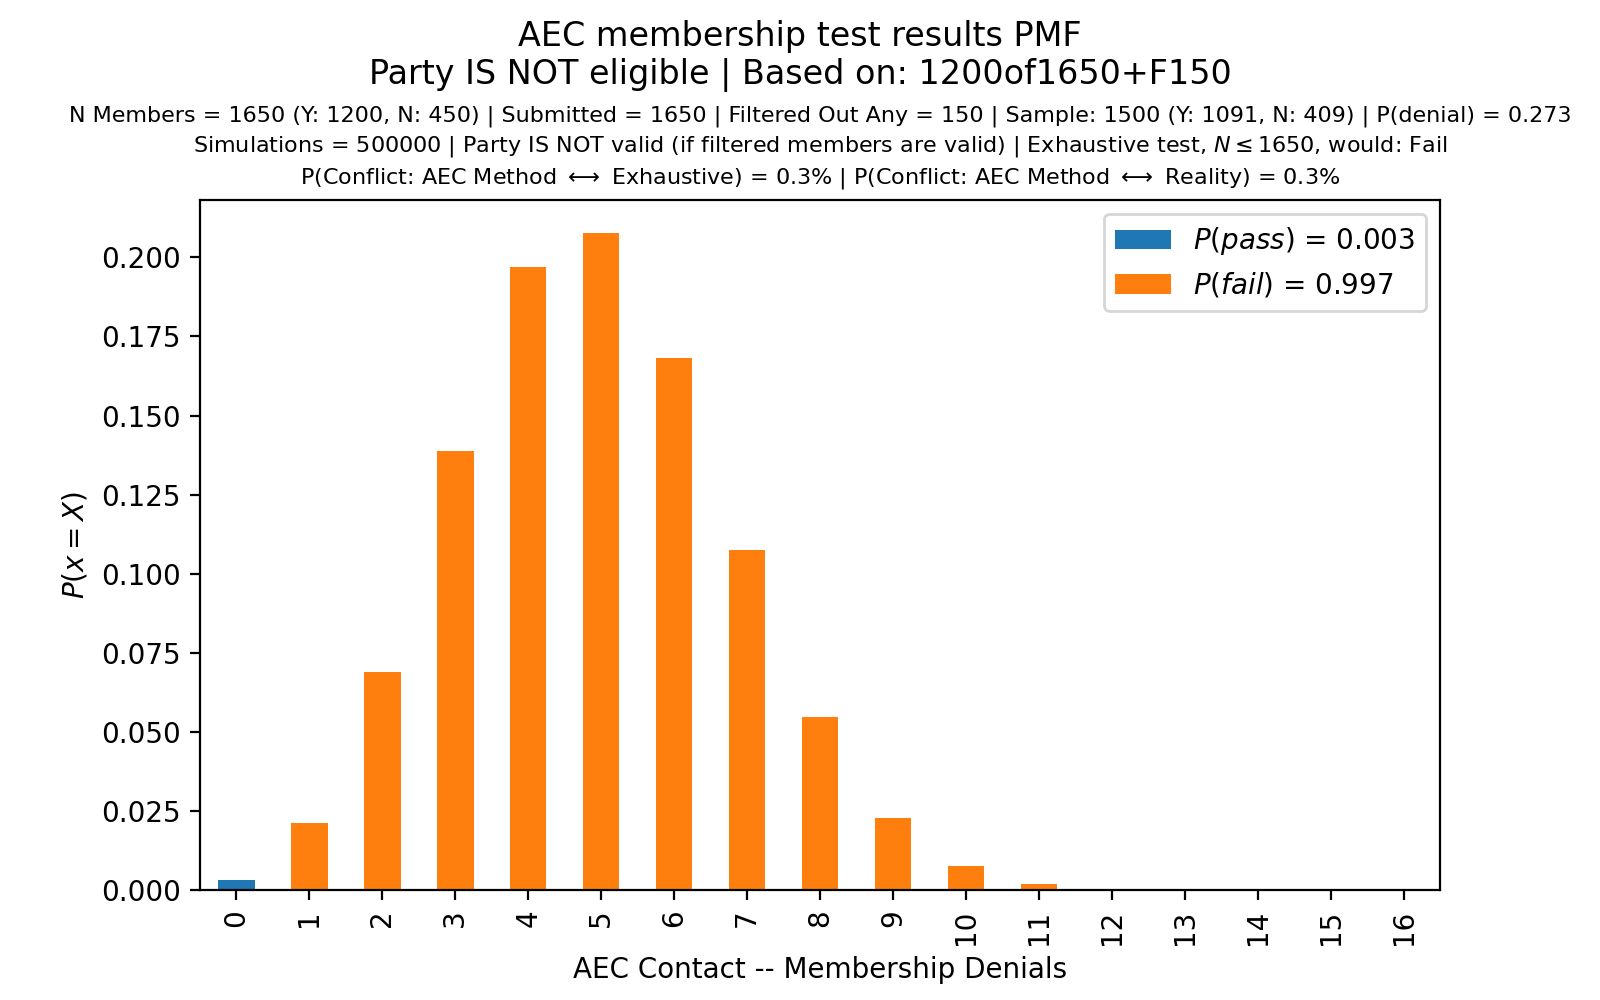 AEC membership test results PMF
Party IS NOT eligible | Based on: 1200of1650+F150
N Members = 1650 (Y: 1200, N: 450) | Submitted = 1650 | Filtered Out Any = 150 | Sample: 1500 (Y: 1091, N: 409) | P(denial) = 0.273
Simulations = 500000 | Party IS NOT valid (if filtered members are valid) | Exhaustive test, N ≤ 1650, would: Fail
P(Conflict: AEC Method ⟷ Exhaustive) = 0.3% | P(Conflict: AEC Method ⟷ Reality) = 0.3%
P(pass) = 0.003
P(fail) = 0.997
P(x = X)
0.200
0.175
0.150
0.125
0.100
0.075
0.050
0.025
0.000
0 1 2 3 4 5 6 7 8 9 10 11 12 13 14 15 16
AEC Contact -- Membership Denials